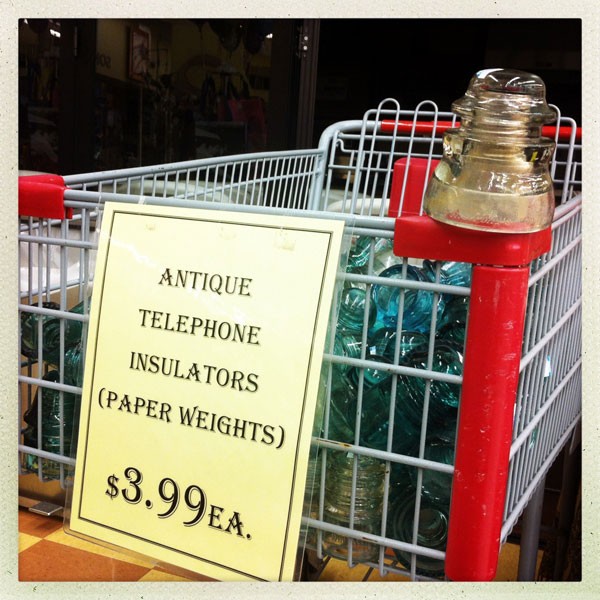 ANTIQUE
TELEPHONE
INSULATORS
(PAPER WEIGHTS)
$3.99EA.